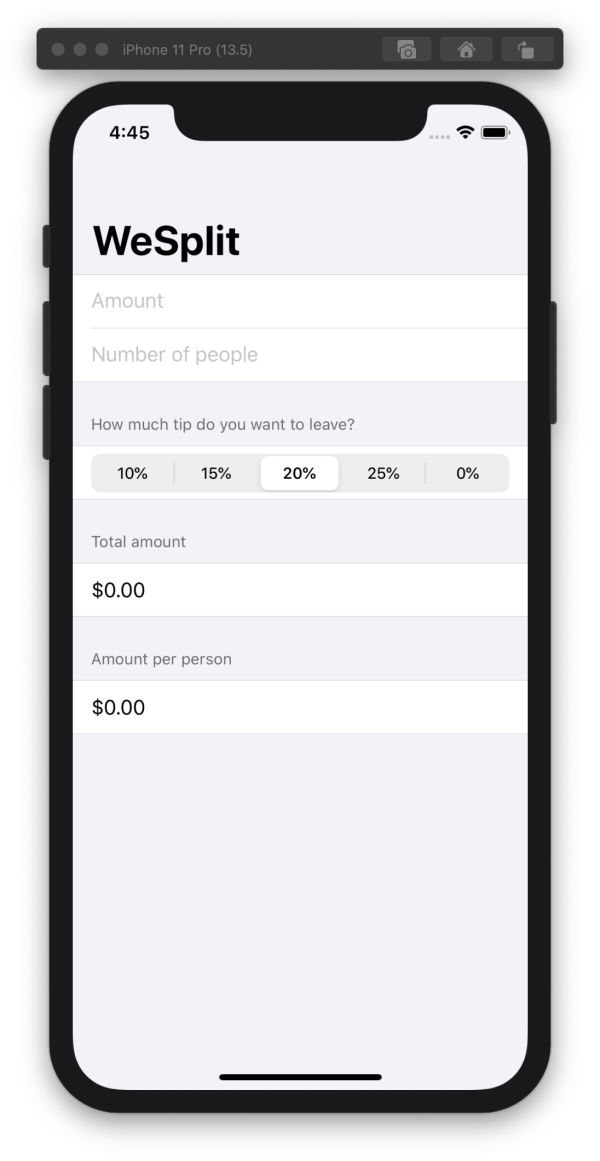 iPhone 11 Pro (13.5)
4:45
WeSplit
Amount
Number of people
How much tip do you want to leave?
10% 15% 20% 25% 0%
Total amount
$0.00
Amount per person
$0.00